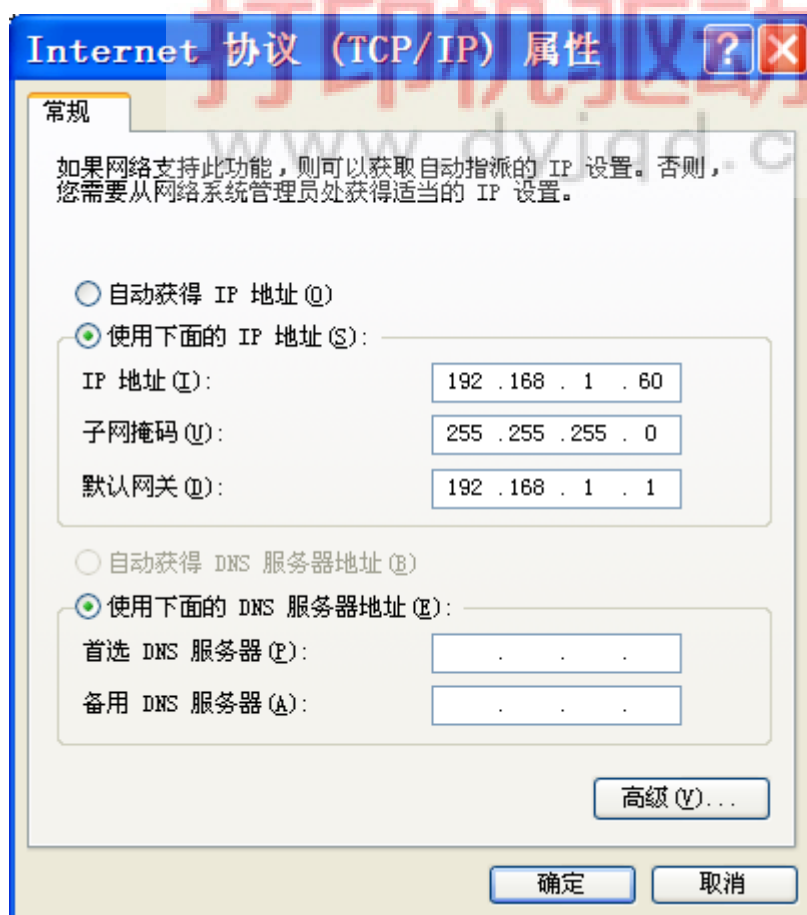 打印机驱动
www.dyjqd.c
Internet 协议 (TCP/IP) 属性
常规
如果网络支持此功能，则可以获取自动指派的 IP 设置。否则，
您需要从网络系统管理员处获得适当的 IP 设置。
自动获得 IP 地址(O)
使用下面的 IP 地址(S):
IP 地址(I): 192 .168 . 1 . 60
子网掩码(U): 255 .255 .255 . 0
默认网关(D): 192 .168 . 1 . 1
自动获得 DNS 服务器地址(B)
使用下面的 DNS 服务器地址(E):
首选 DNS 服务器(P): . . .
备用 DNS 服务器(A): . . .
高级(V)...
确定 取消